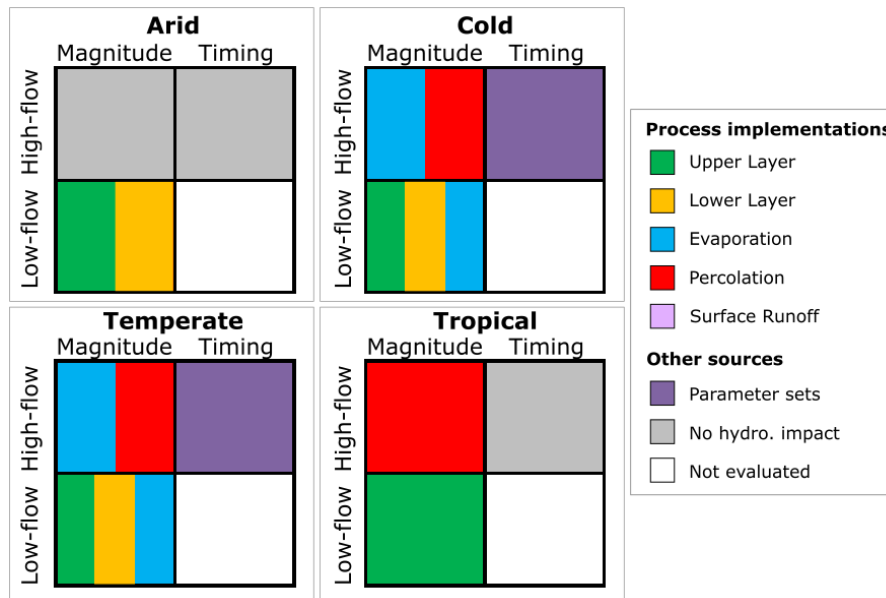 Arid
Magnitude Timing
High-flow
Low-flow
Cold
Magnitude Timing
High-flow
Low-flow
Temperate
Magnitude Timing
High-flow
Low-flow
Tropical
Magnitude Timing
High-flow
Low-flow
Process implementations
Upper Layer
Lower Layer
Evaporation
Percolation
Surface Runoff
Other sources
Parameter sets
No hydro. impact
Not evaluated